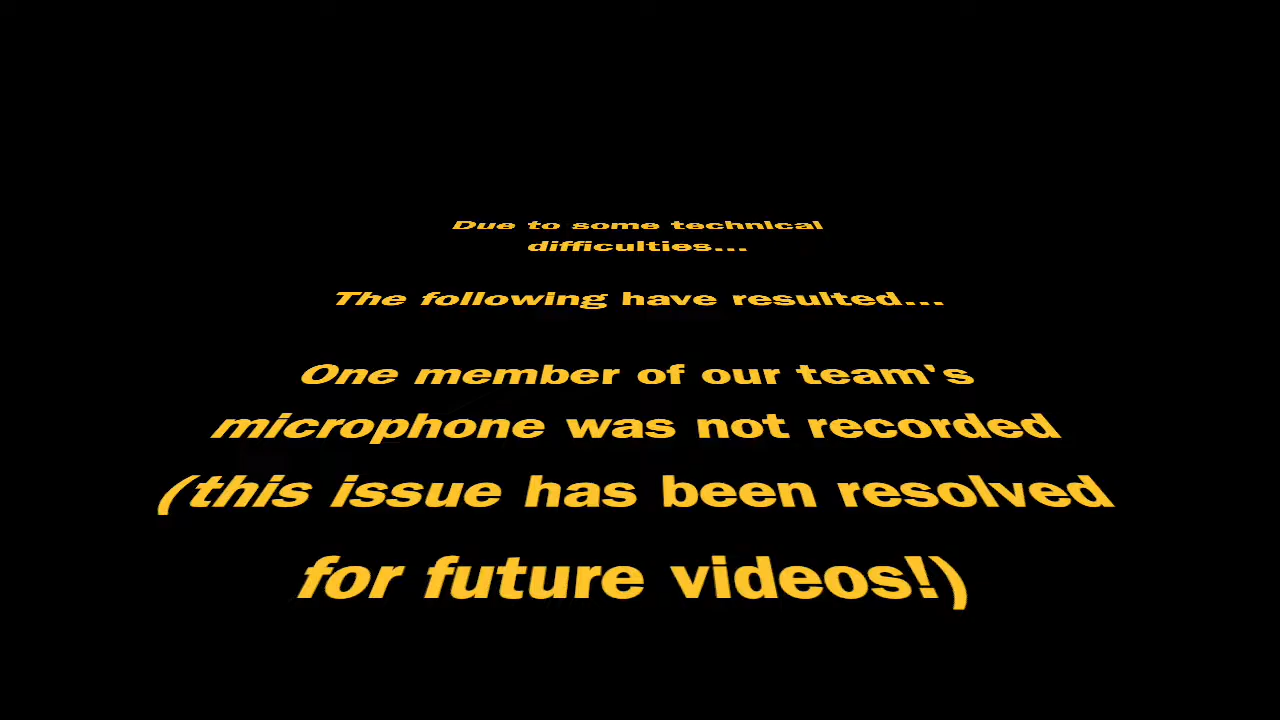 Due to some technical
difficulties...
The following have resulted...
One member of our team's
microphone was not recorded
(this issue has been resolved
for future videos!)